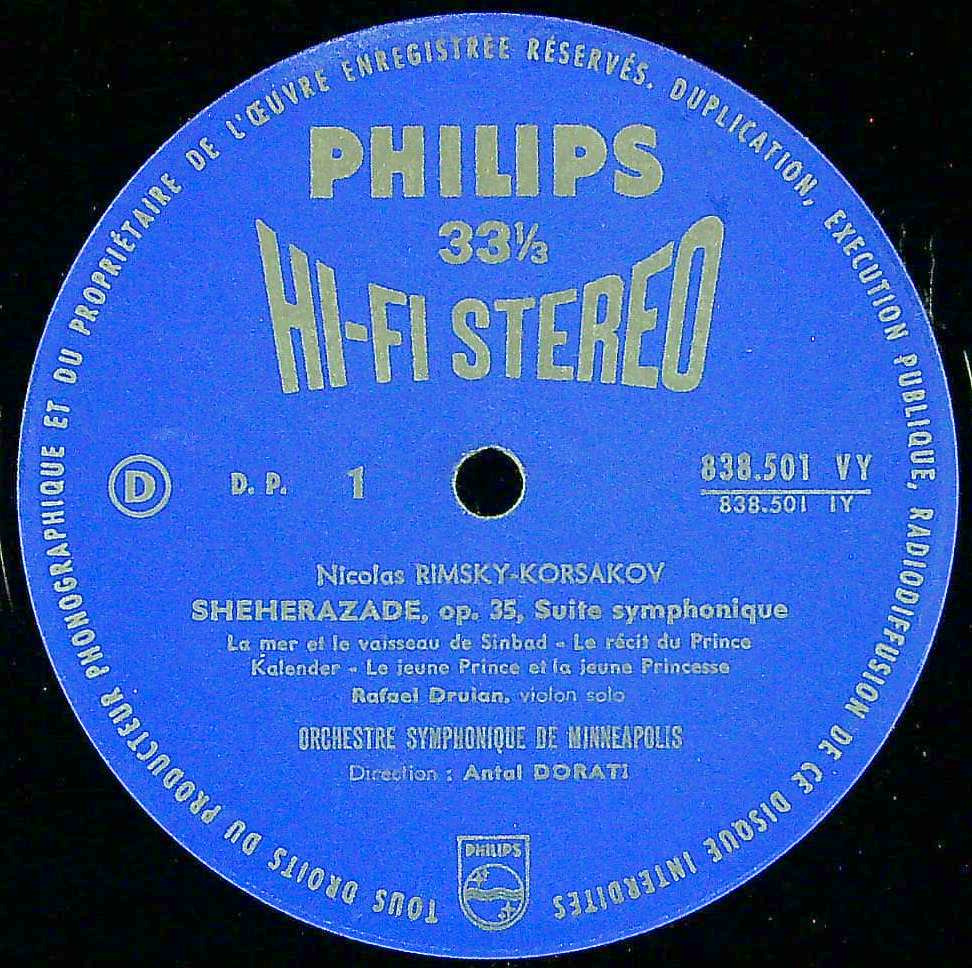 TOUS DROITS DU PRODUCTEUR PHONOGRAPHIQUE ET DU PROPRIÉTAIRE DE L'ŒUVRE ENREGISTRÉE RÉSERVÉS. DUPLICATION, EXECUTION PUBLIQUE, RADIODIFFUSION DE CE DISQUE INTERDITES
PHILIPS
33⅓
HI-FI STEREO
D D. P. 1 838.501 VY
838.501 1Y
Nicolas RIMSKY-KORSAKOV
SHEHERAZADE, op. 35, Suite symphonique
La mer et le vaisseau de Sinbad - Le récit du Prince
Kalender - Le jeune Prince et la jeune Princesse
Rafael Druian, violon solo
ORCHESTRE SYMPHONIQUE DE MINNEAPOLIS
Direction : Antal DORATI
PHILIPS